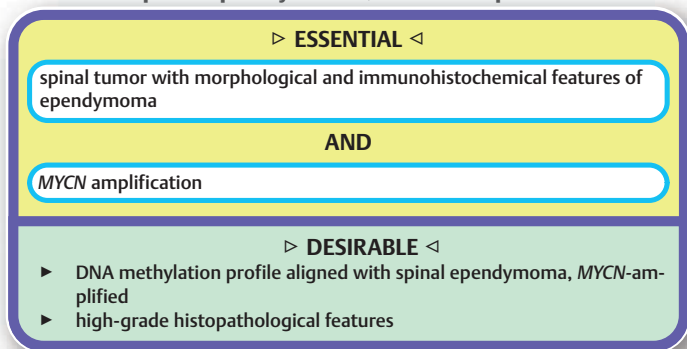 ▷ ESSENTIAL ◁
spinal tumor with morphological and immunohistochemical features of
ependymoma
AND
MYCN amplification
▷ DESIRABLE ◁
► DNA methylation profile aligned with spinal ependymoma, MYCN-am-
plified
► high-grade histopathological features